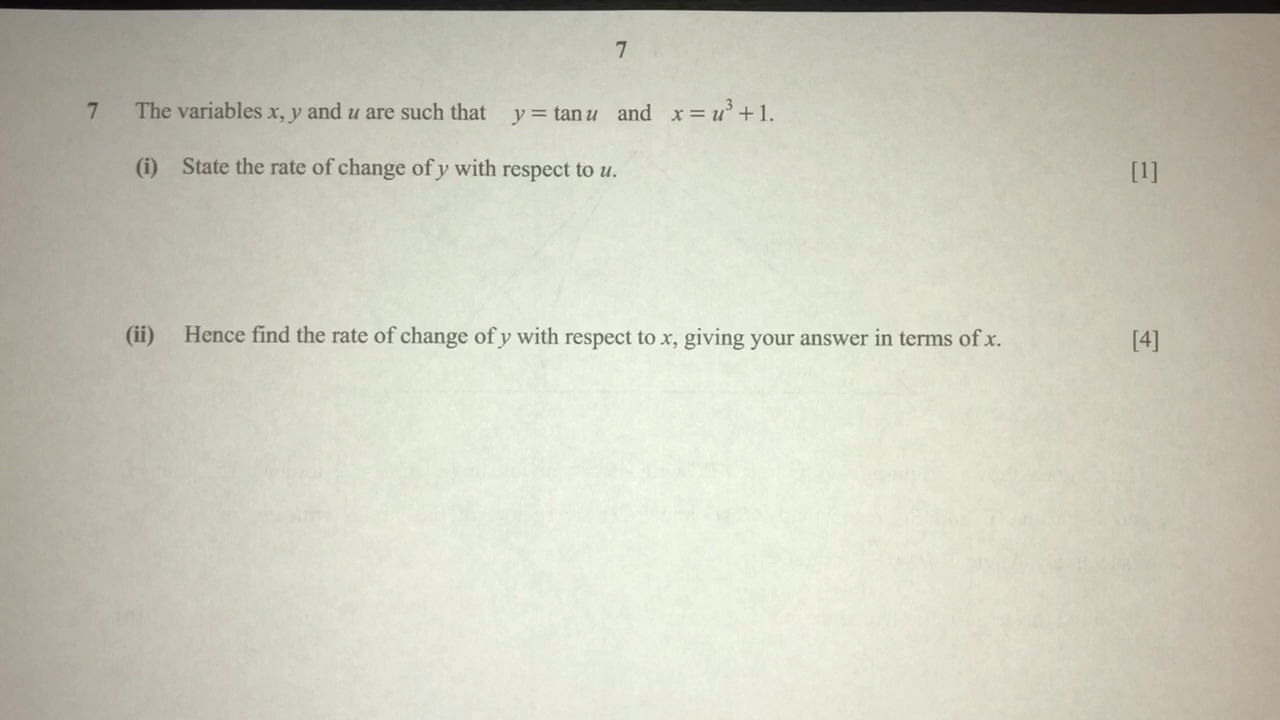 7
7 The variables x, y and u are such that y = tan u and x = u³ + 1.
(i) State the rate of change of y with respect to u. [1]
(ii) Hence find the rate of change of y with respect to x, giving your answer in terms of x. [4]